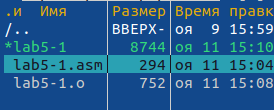 .и Имя Размер Время правк
/.. ВВЕРХ- оя 9 15:59
*lab5-1 8744 оя 11 15:10
lab5-1.asm 294 оя 11 15:04
lab5-1.o 752 оя 11 15:08